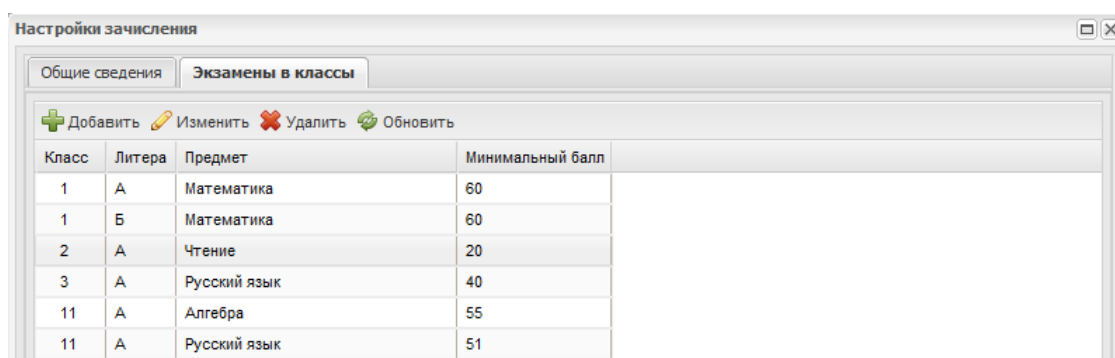 Настройки зачисления
Общие сведения Экзамены в классы
Добавить Изменить Удалить Обновить
Класс Литера Предмет Минимальный балл
1 А Математика 60
1 Б Математика 60
2 А Чтение 20
3 А Русский язык 40
11 А Алгебра 55
11 А Русский язык 51